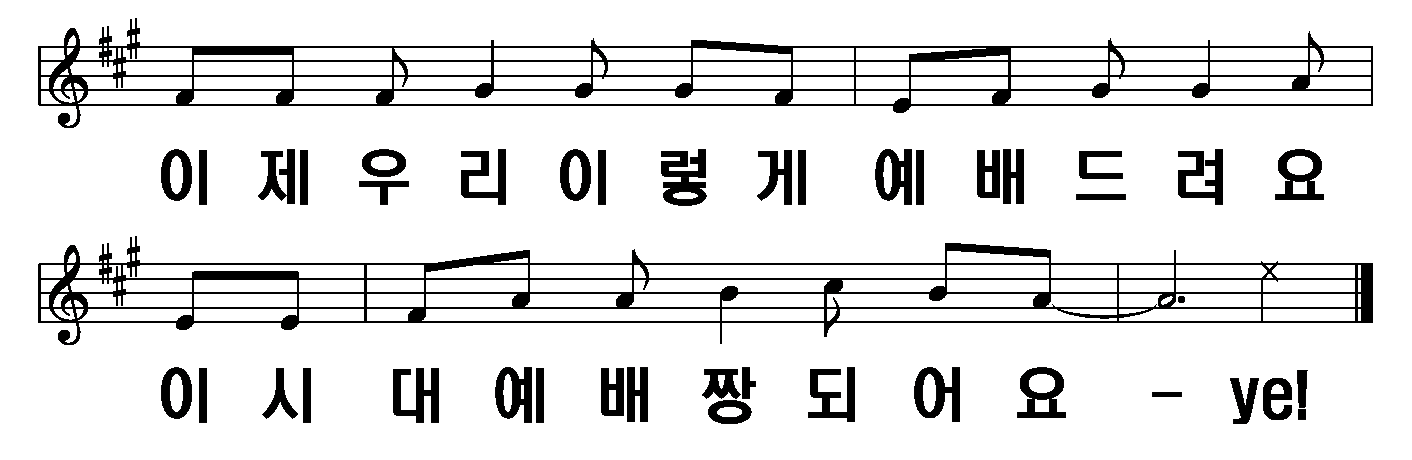 이 제 우 리 이 렇 게 예 배 드 려 요
이 시 대 예 배 짱 되 어 요 - ye!